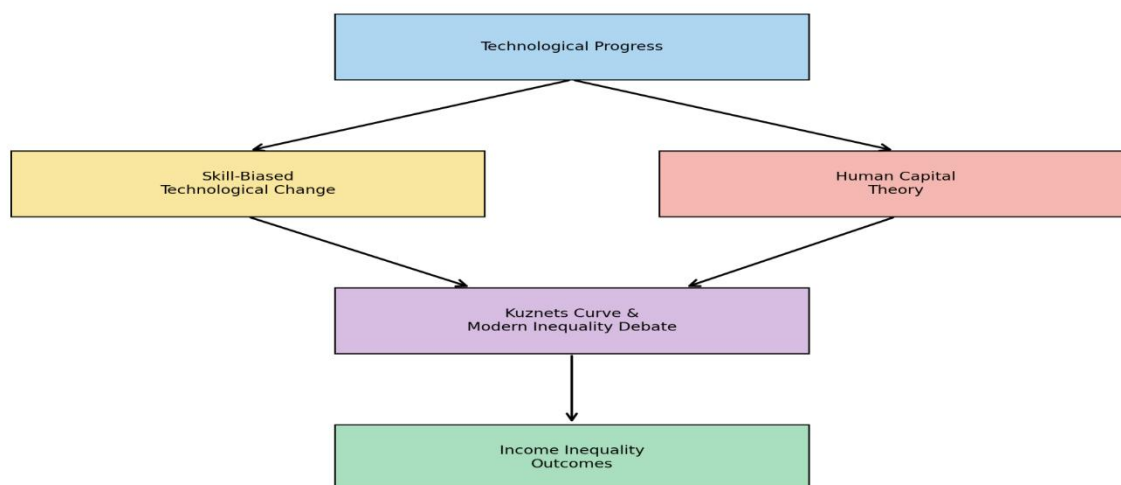 Technological Progress
Skill-Biased
Technological Change
Human Capital
Theory
Kuznets Curve &
Modern Inequality Debate
Income Inequality
Outcomes